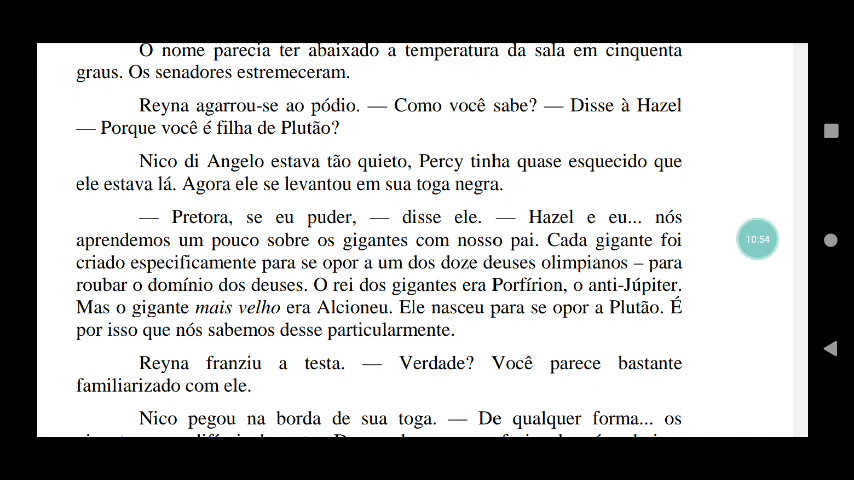 O nome parecia ter abaixado a temperatura da sala em cinquenta
graus. Os senadores estremeceram.
Reyna agarrou-se ao pódio. — Como você sabe? — Disse à Hazel
— Porque você é filha de Plutão?
Nico di Angelo estava tão quieto, Percy tinha quase esquecido que
ele estava lá. Agora ele se levantou em sua toga negra.
— Pretora, se eu puder, — disse ele. — Hazel e eu... nós
aprendemos um pouco sobre os gigantes com nosso pai. Cada gigante foi
criado especificamente para se opor a um dos doze deuses olimpianos – para
roubar o domínio dos deuses. O rei dos gigantes era Porfírion, o anti-Júpiter.
Mas o gigante mais velho era Alcioneu. Ele nasceu para se opor a Plutão. É
por isso que nós sabemos desse particularmente.
Reyna franziu a testa. — Verdade? Você parece bastante
familiarizado com ele.
Nico pegou na borda de sua toga. — De qualquer forma... os
10:54